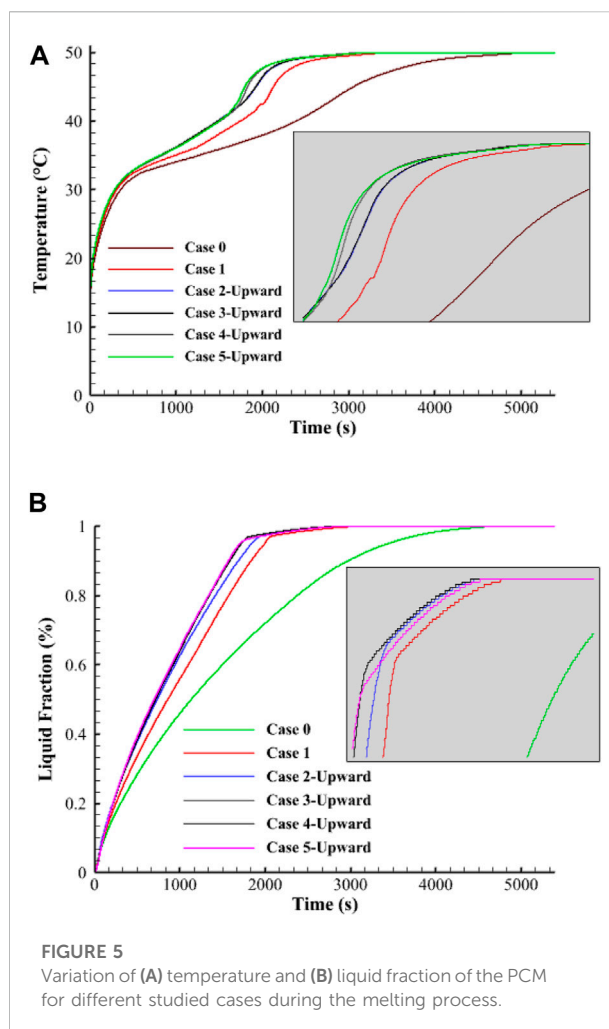 A
Temperature (°C)
50
40
30
20
10
0
Case 0
Case 1
Case 2-Upward
Case 3-Upward
Case 4-Upward
Case 5-Upward
0 1000 2000 3000 4000 5000
Time (s)
B
Liquid Fraction (%)
1
0.8
0.6
0.4
0.2
0
Case 0
Case 1
Case 2-Upward
Case 3-Upward
Case 4-Upward
Case 5-Upward
0 1000 2000 3000 4000 5000
Time (s)
FIGURE 5
Variation of (A) temperature and (B) liquid fraction of the PCM
for different studied cases during the melting process.